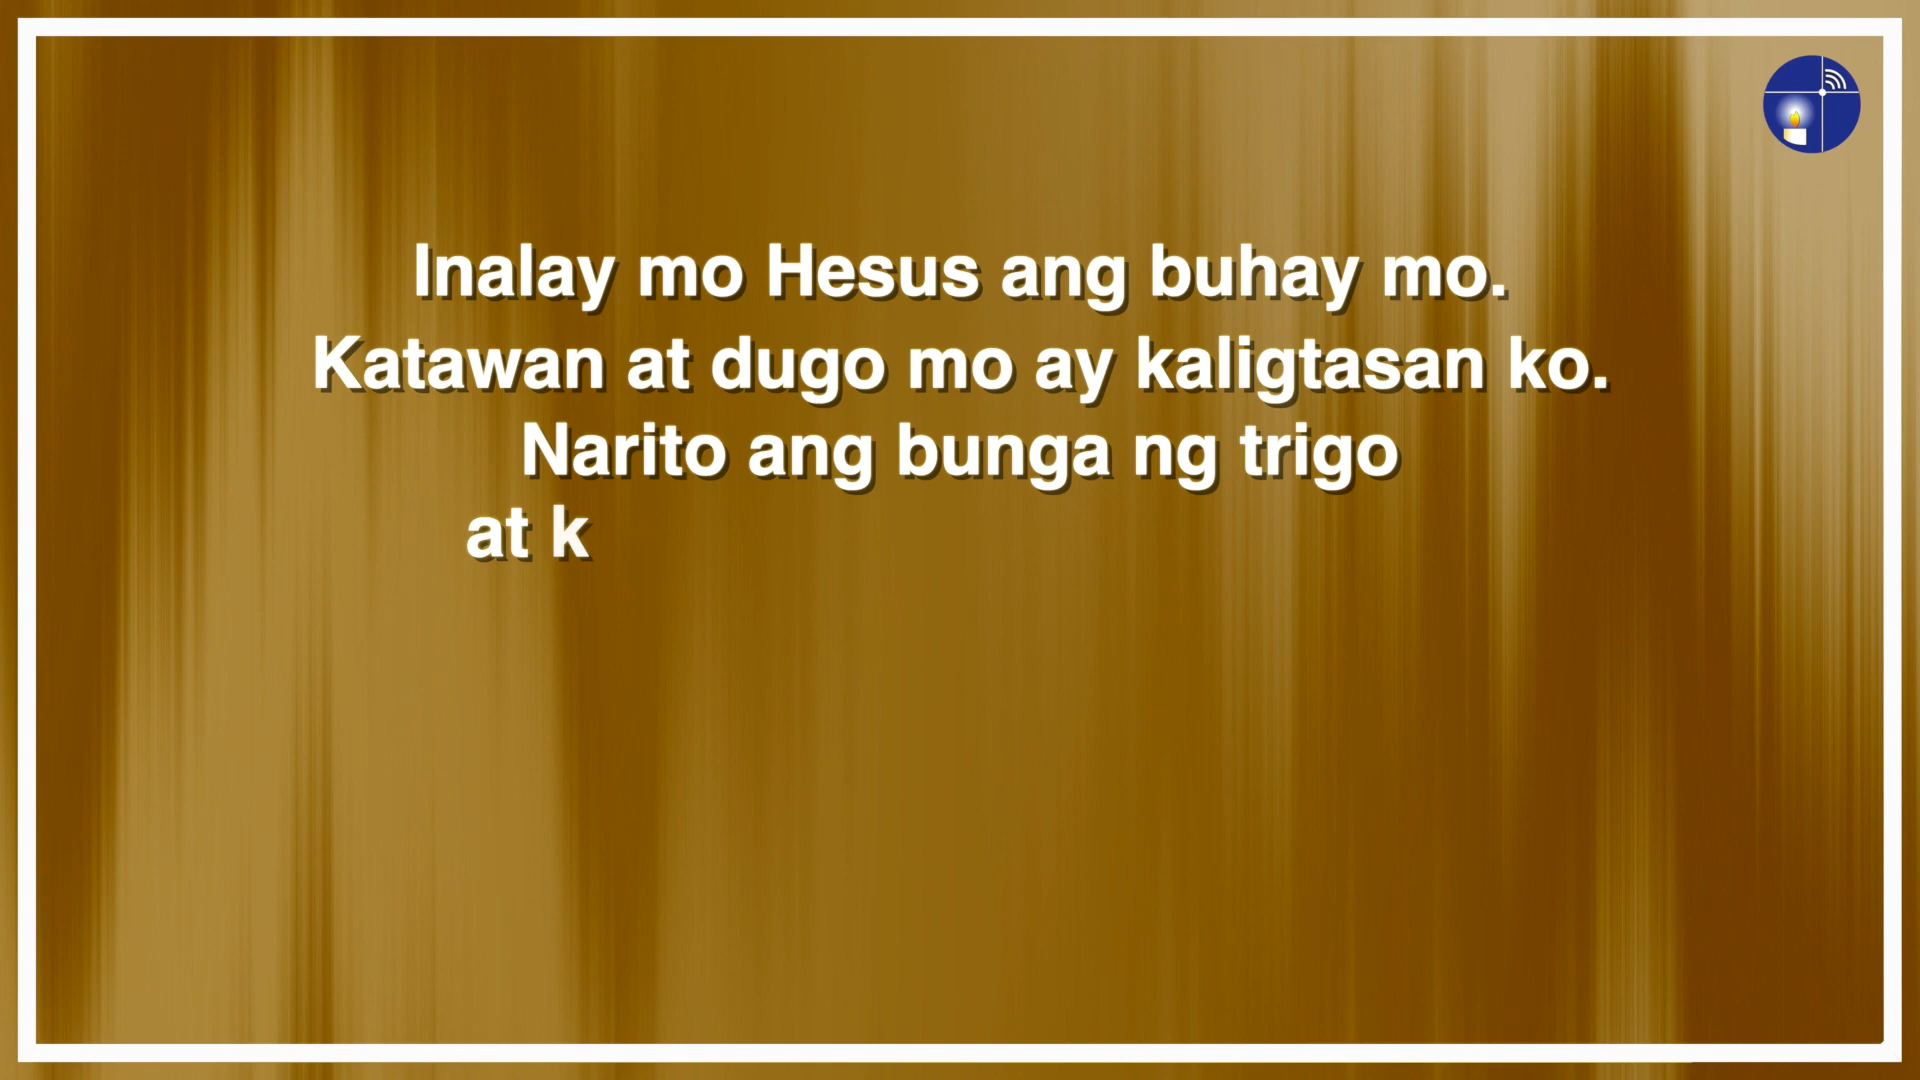 Inalay mo Hesus ang buhay mo.
Katawan at dugo mo ay kaligtasan ko.
Narito ang bunga ng trigo
at k